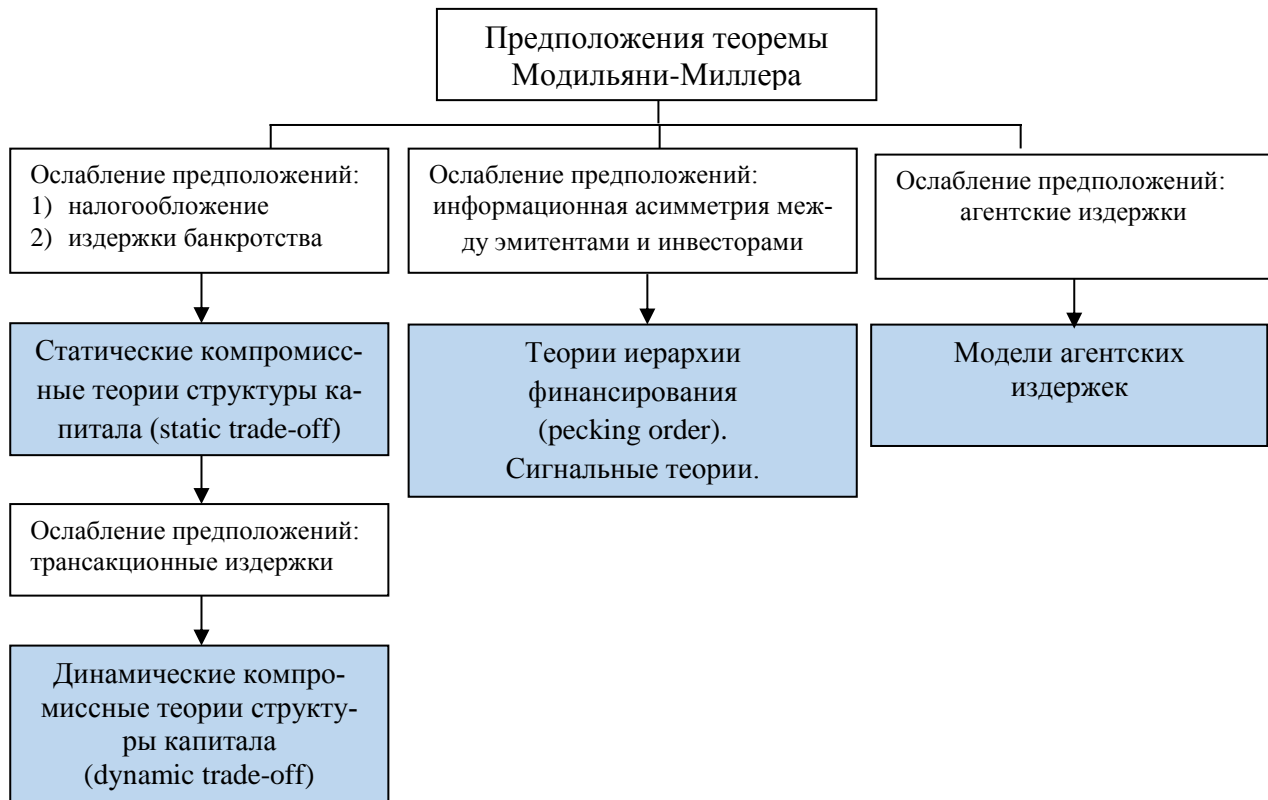 Предположения теоремы
Модильяни-Миллера
Ослабление предположений:
1) налогообложение
2) издержки банкротства
Ослабление предположений:
информационная асимметрия меж-
ду эмитентами и инвесторами
Ослабление предположений:
агентские издержки
Статические компромисс-
ные теории структуры ка-
питала (static trade-off)
Теории иерархии
финансирования
(pecking order).
Сигнальные теории.
Модели агентских
издержек
Ослабление предположений:
трансакционные издержки
Динамические компро-
миссные теории структу-
ры капитала
(dynamic trade-off)